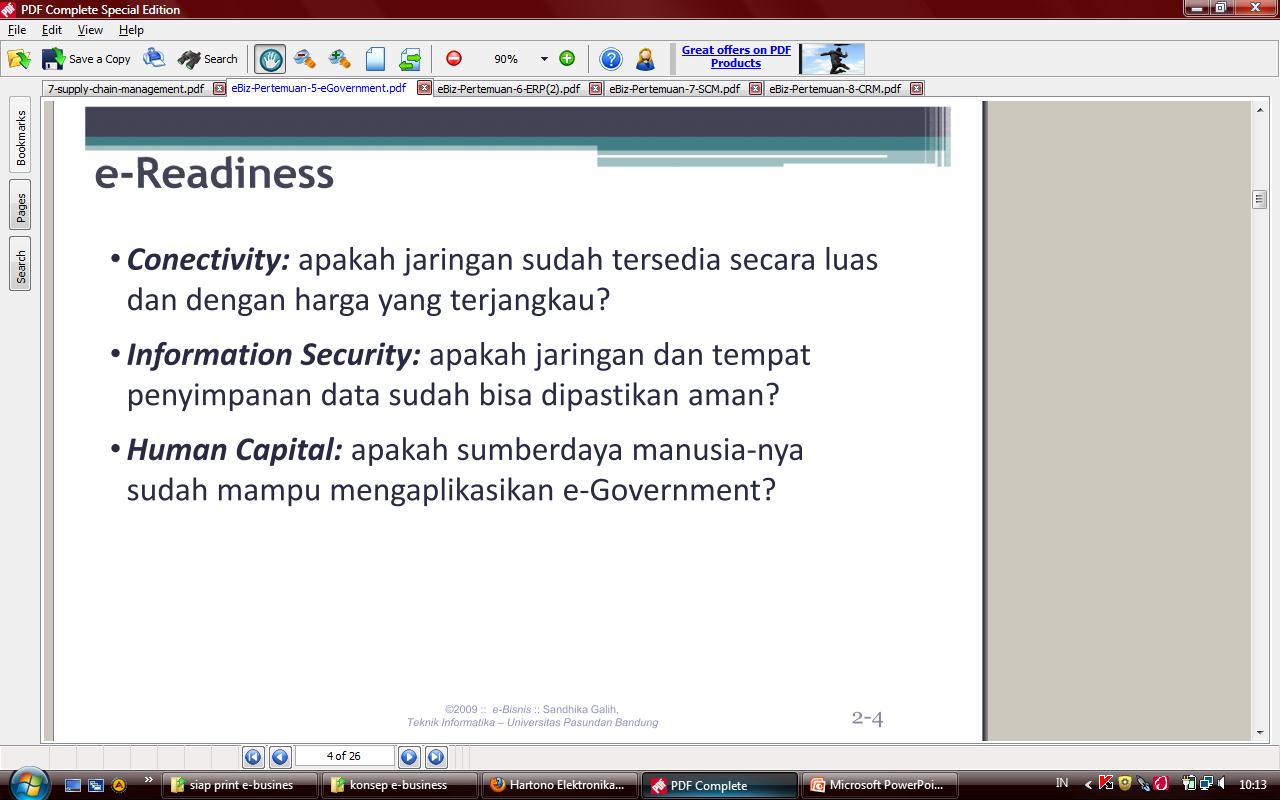 PDF Complete Special Edition
File Edit View Help
Save a Copy Search 90% Great offers on PDF
Products
7-supply-chain-management.pdf eBiz-Pertemuan-5-eGovernment.pdf eBiz-Pertemuan-6-ERP(2).pdf eBiz-Pertemuan-7-SCM.pdf eBiz-Pertemuan-8-CRM.pdf
Bookmarks
Pages
Search
e-Readiness
• Conectivity: apakah jaringan sudah tersedia secara luas
dan dengan harga yang terjangkau?
• Information Security: apakah jaringan dan tempat
penyimpanan data sudah bisa dipastikan aman?
• Human Capital: apakah sumberdaya manusia-nya
sudah mampu mengaplikasikan e-Government?
©2009 :: e-Bisnis :: Sandhika Galih,
Teknik Informatika – Universitas Pasundan Bandung
2-4
4 of 26
siap print e-busines konsep e-business Hartono Elektronika... PDF Complete Microsoft PowerPoi... IN 10:13